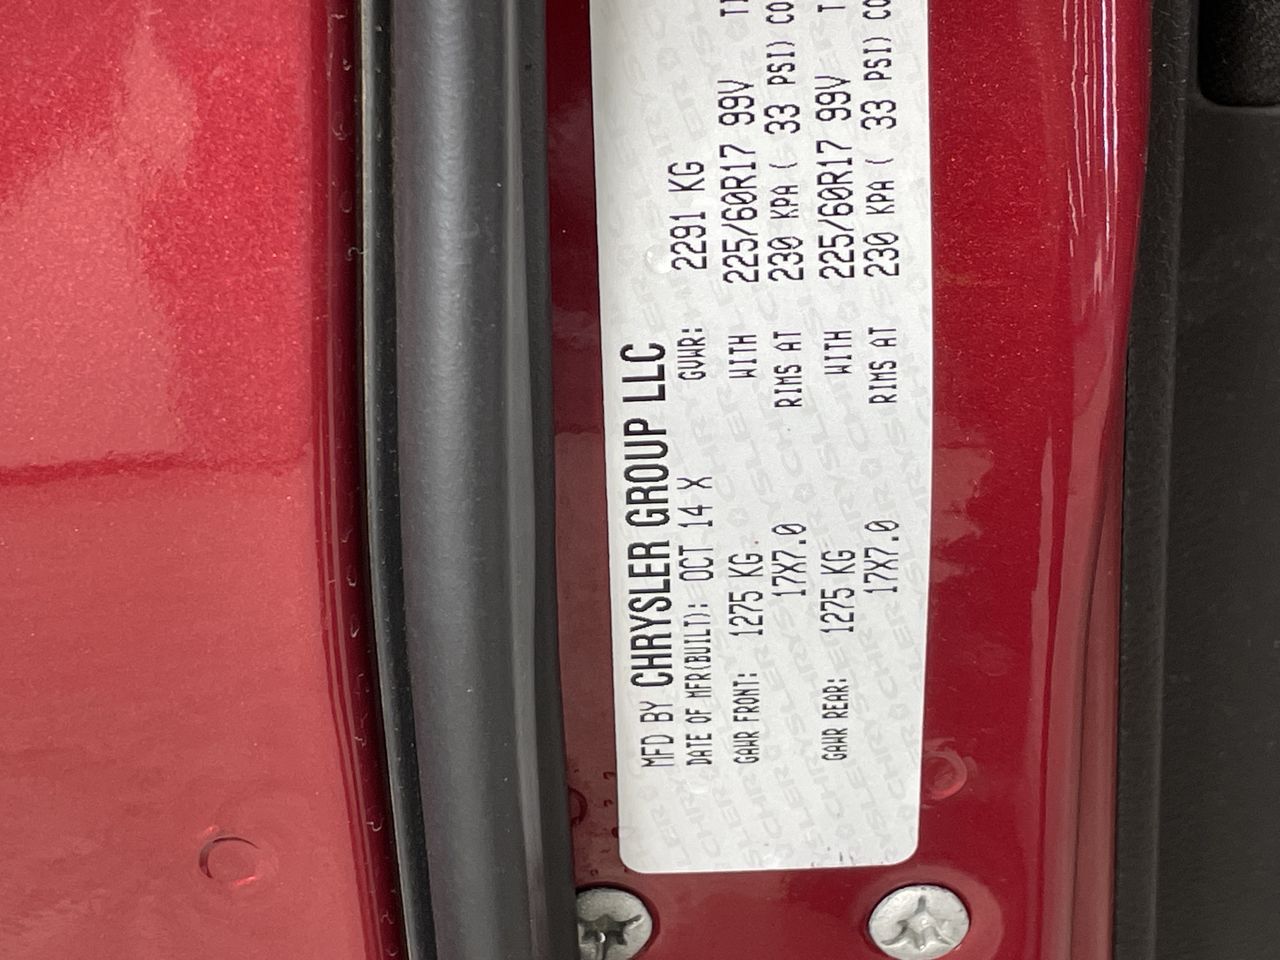 MFD BY CHRYSLER GROUP LLC
DATE OF MFR(BUILT): OCT 14 X GVWR: 2291 KG
GAWR FRONT: 1275 KG WITH 225/60R17 99V
17X7.0 RIMS AT 230 KPA ( 33 PSI)
GAWR REAR: 1275 KG WITH 225/60R17 99V
17X7.0 RIMS AT 230 KPA ( 33 PSI)